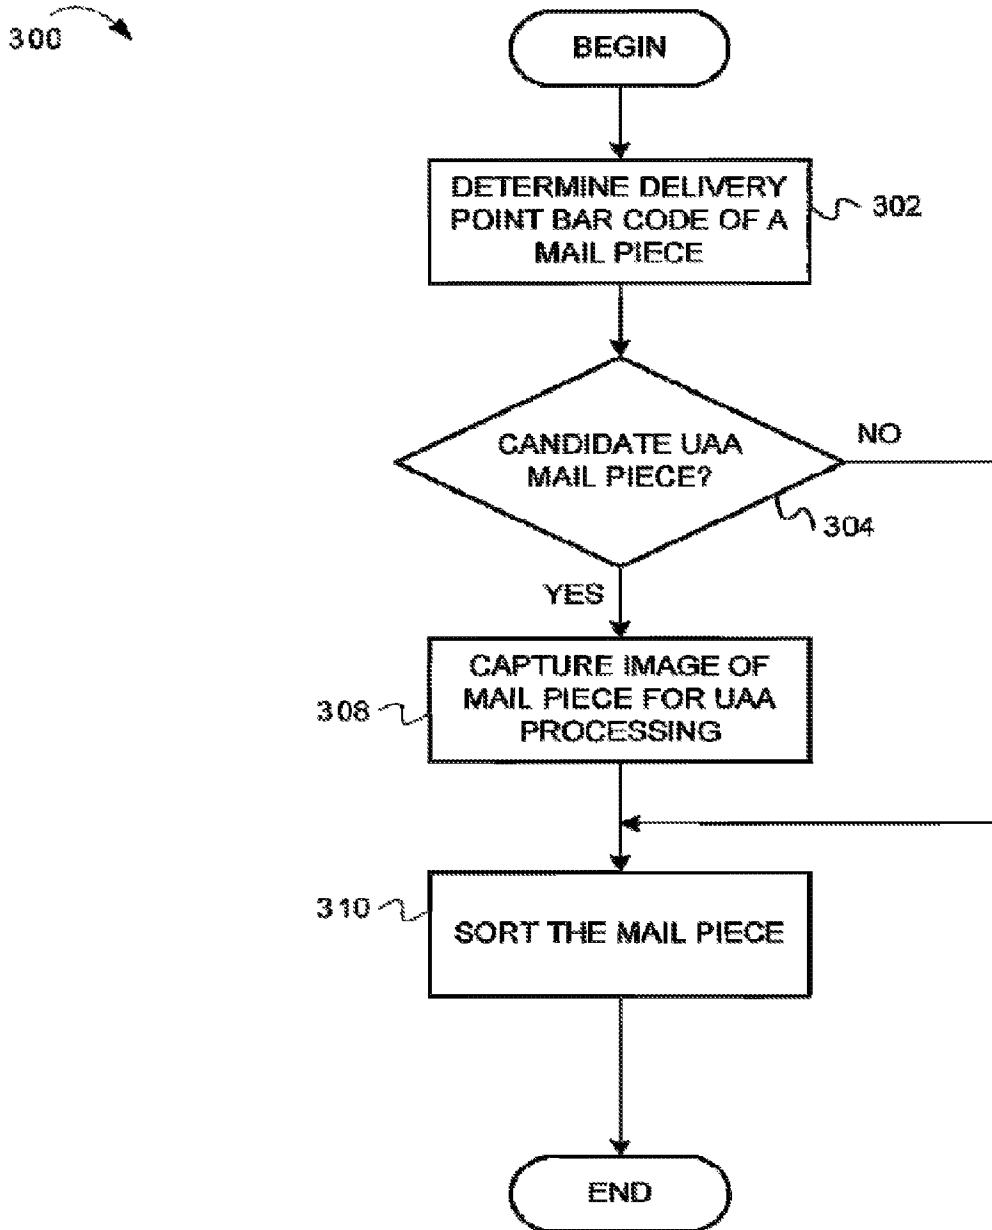 300
BEGIN
DETERMINE DELIVERY
POINT BAR CODE OF A
MAIL PIECE
302
CANDIDATE UAA
MAIL PIECE?
NO
304
YES
CAPTURE IMAGE OF
MAIL PIECE FOR UAA
PROCESSING
308
310
SORT THE MAIL PIECE
END